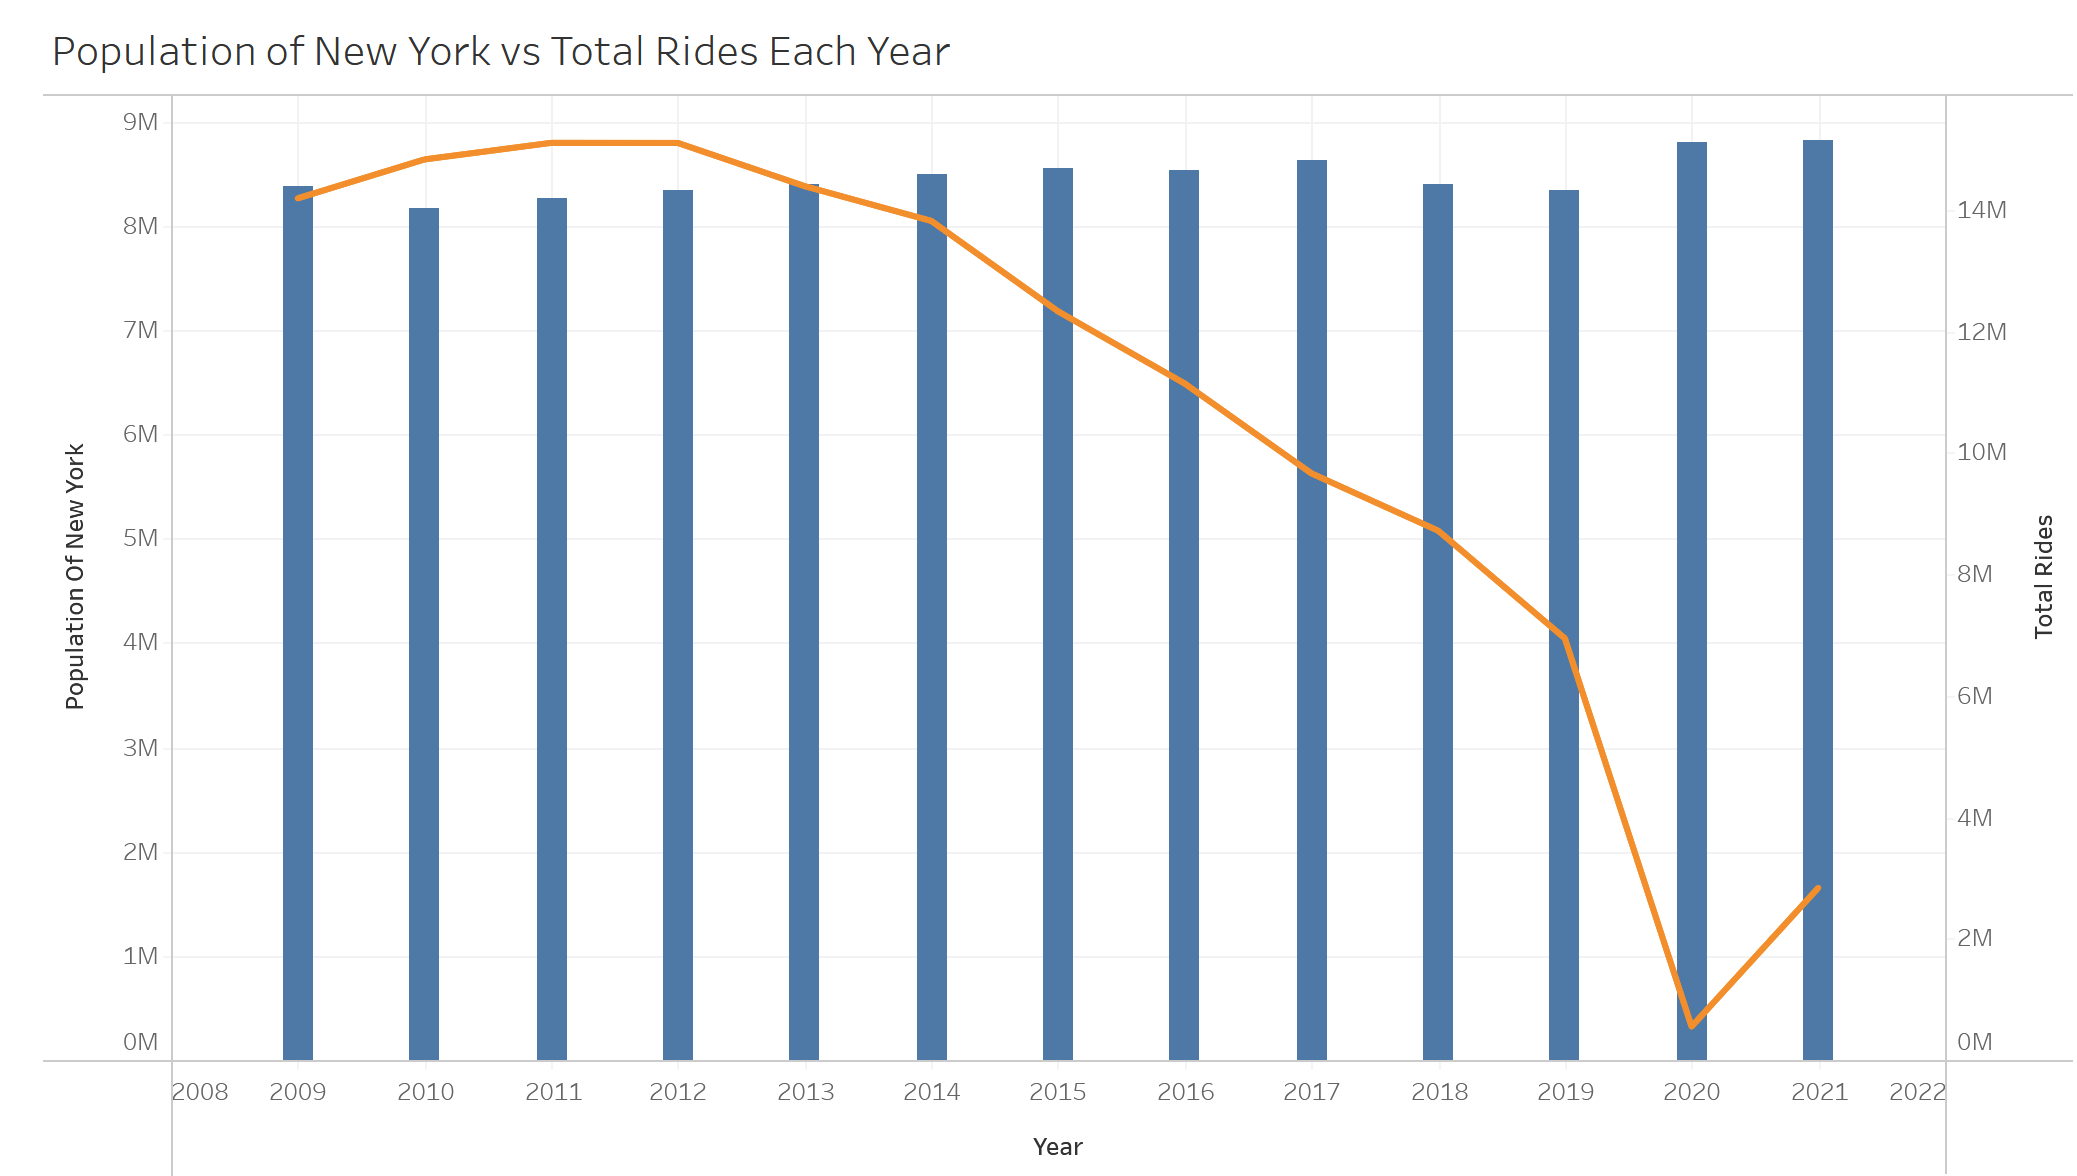 Population of New York vs Total Rides Each Year
9M
8M
7M
6M
5M
4M
3M
2M
1M
0M
Population Of New York
14M
12M
10M
8M
6M
4M
2M
0M
Total Rides
2008 2009 2010 2011 2012 2013 2014 2015 2016 2017 2018 2019 2020 2021 2022
Year